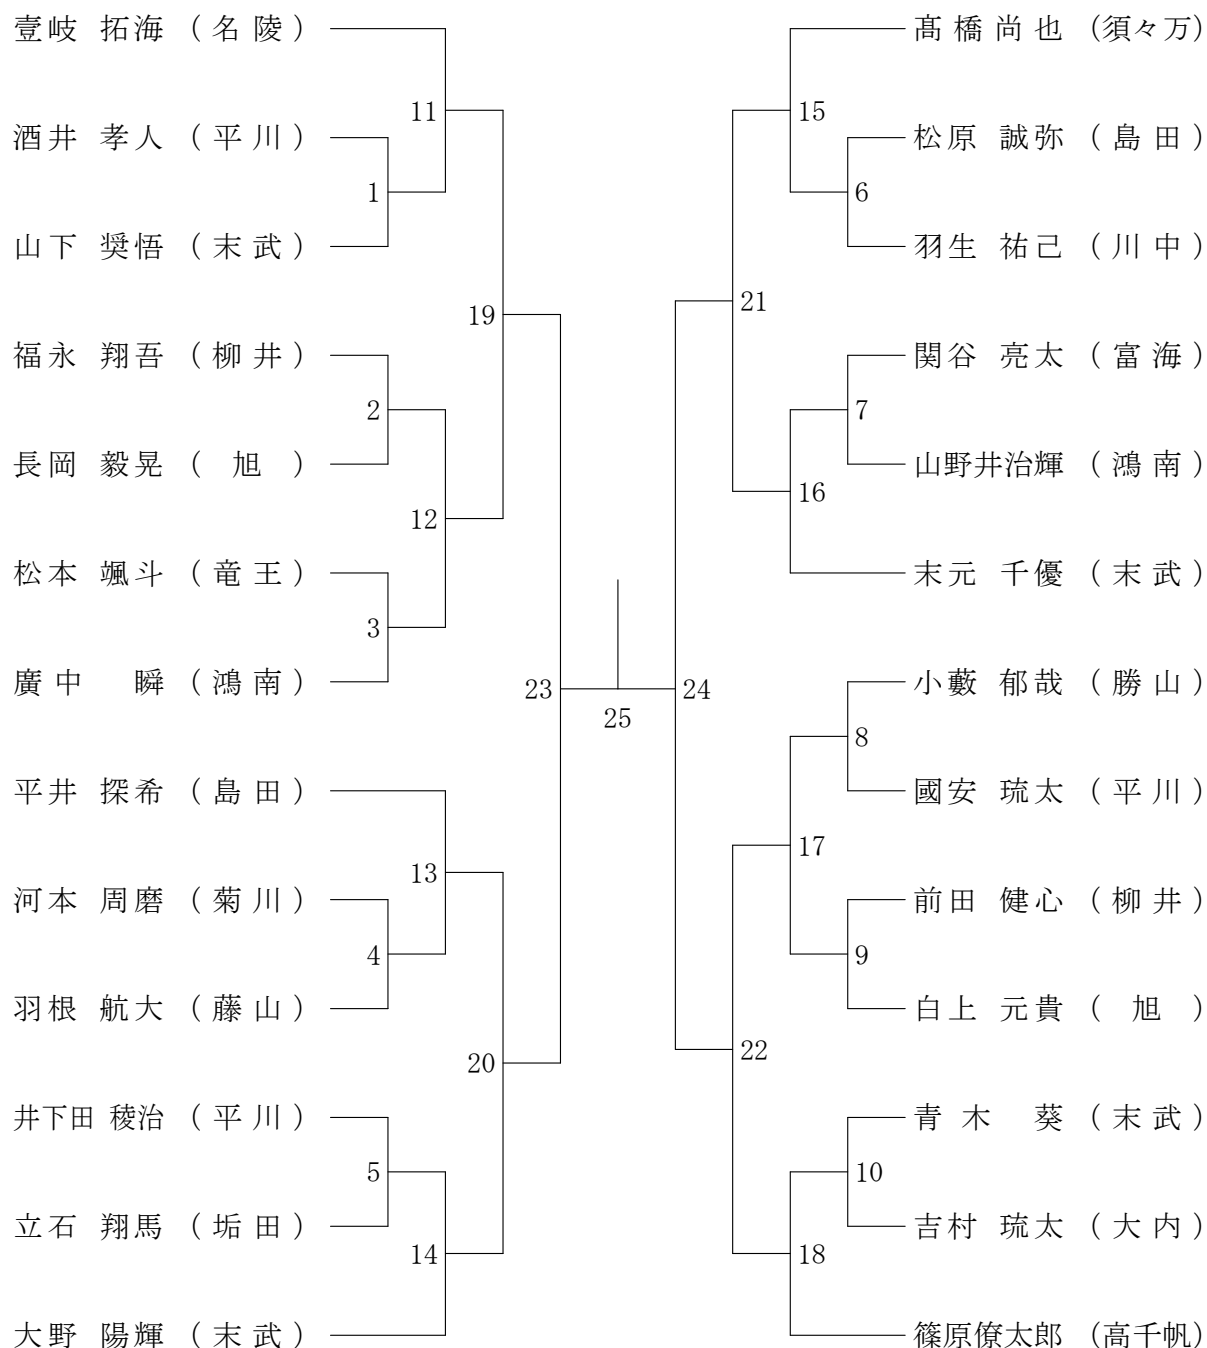 壹岐 拓海 ( 名 陵 )
11
酒井 孝人 ( 平 川 )
1
山下 奨悟 ( 末 武 )
19
福永 翔吾 ( 柳 井 )
2
長岡 毅晃 ( 旭 )
12
松本 颯斗 ( 竜 王 )
3
廣中 瞬 ( 鴻 南 )
23
平井 探希 ( 島 田 )
13
河本 周磨 ( 菊 川 )
4
羽根 航大 ( 藤 山 )
20
井下田 稜治 ( 平 川 )
5
立石 翔馬 ( 垢 田 )
14
大野 陽輝 ( 末 武 )
25
髙橋尚也 (須々万)
15
松原 誠弥 ( 島 田 )
6
羽生 祐己 ( 川 中 )
21
関谷 亮太 ( 富 海 )
7
山野井治輝 ( 鴻 南 )
16
末元 千優 ( 末 武 )
24
小藪 郁哉 ( 勝 山 )
8
國安 琉太 ( 平 川 )
17
前田 健心 ( 柳 井 )
9
白上 元貴 ( 旭 )
22
青木 葵 ( 末 武 )
10
吉村 琉太 ( 大 内 )
18
篠原僚太郎 (高千帆)